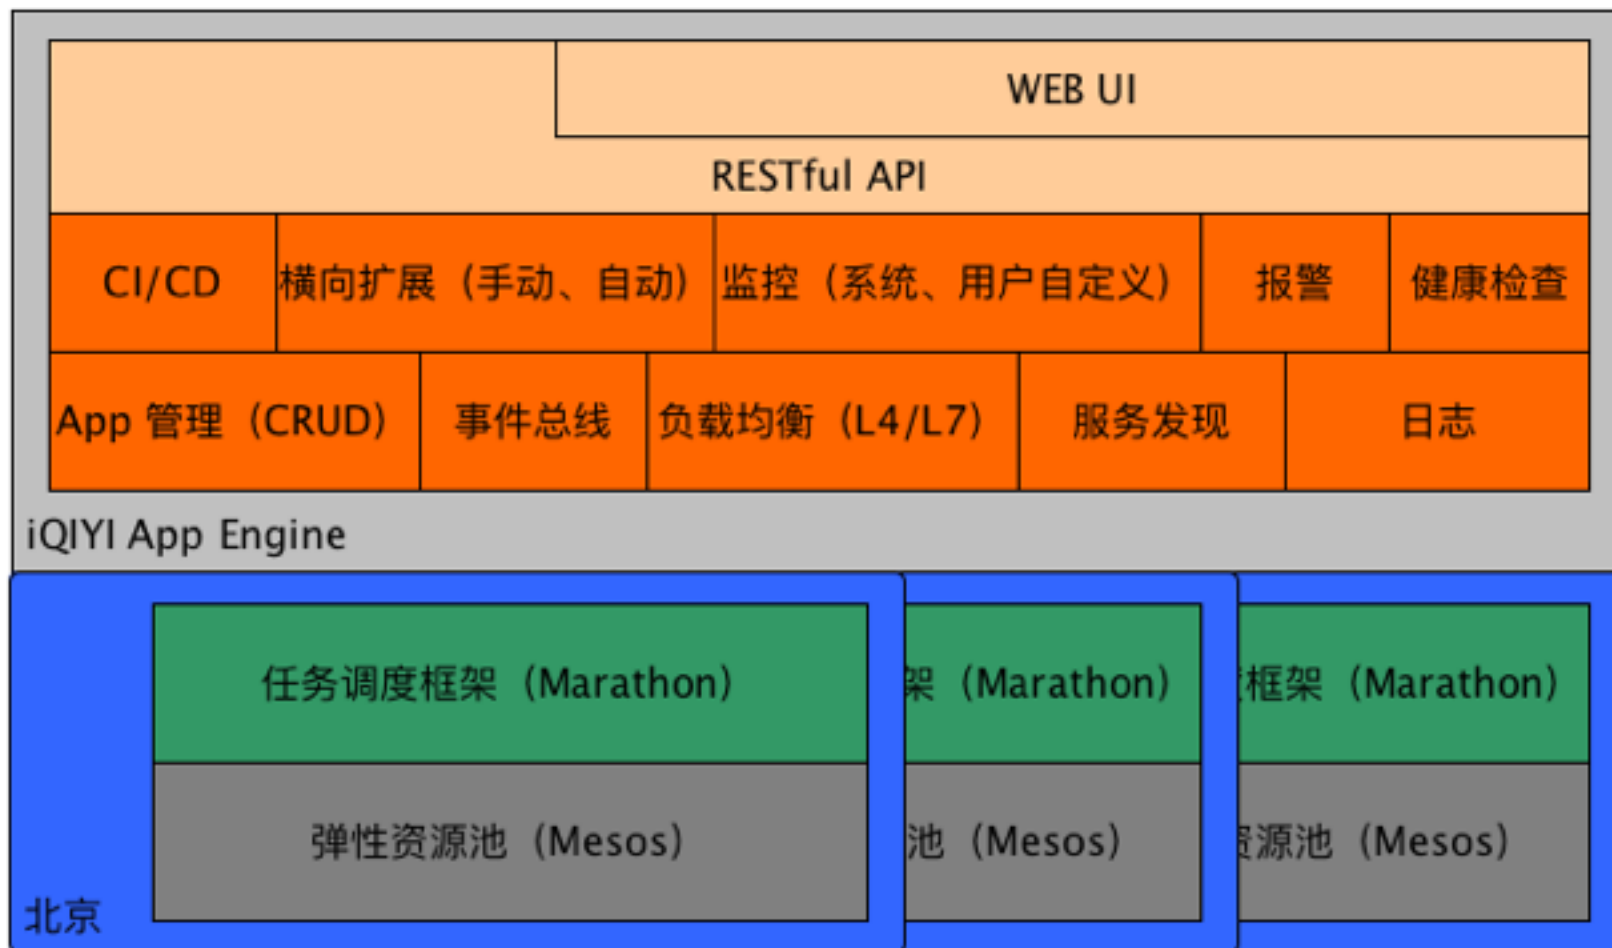 WEB UI
RESTful API
CI/CD
横向扩展（手动、自动）
监控（系统、用户自定义）
报警
健康检查
App 管理（CRUD）
事件总线
负载均衡（L4/L7）
服务发现
日志
iQIYI App Engine
任务调度框架（Marathon）
架（Marathon）
框架（Marathon）
弹性资源池（Mesos）
池（Mesos）
源池（Mesos）
北京